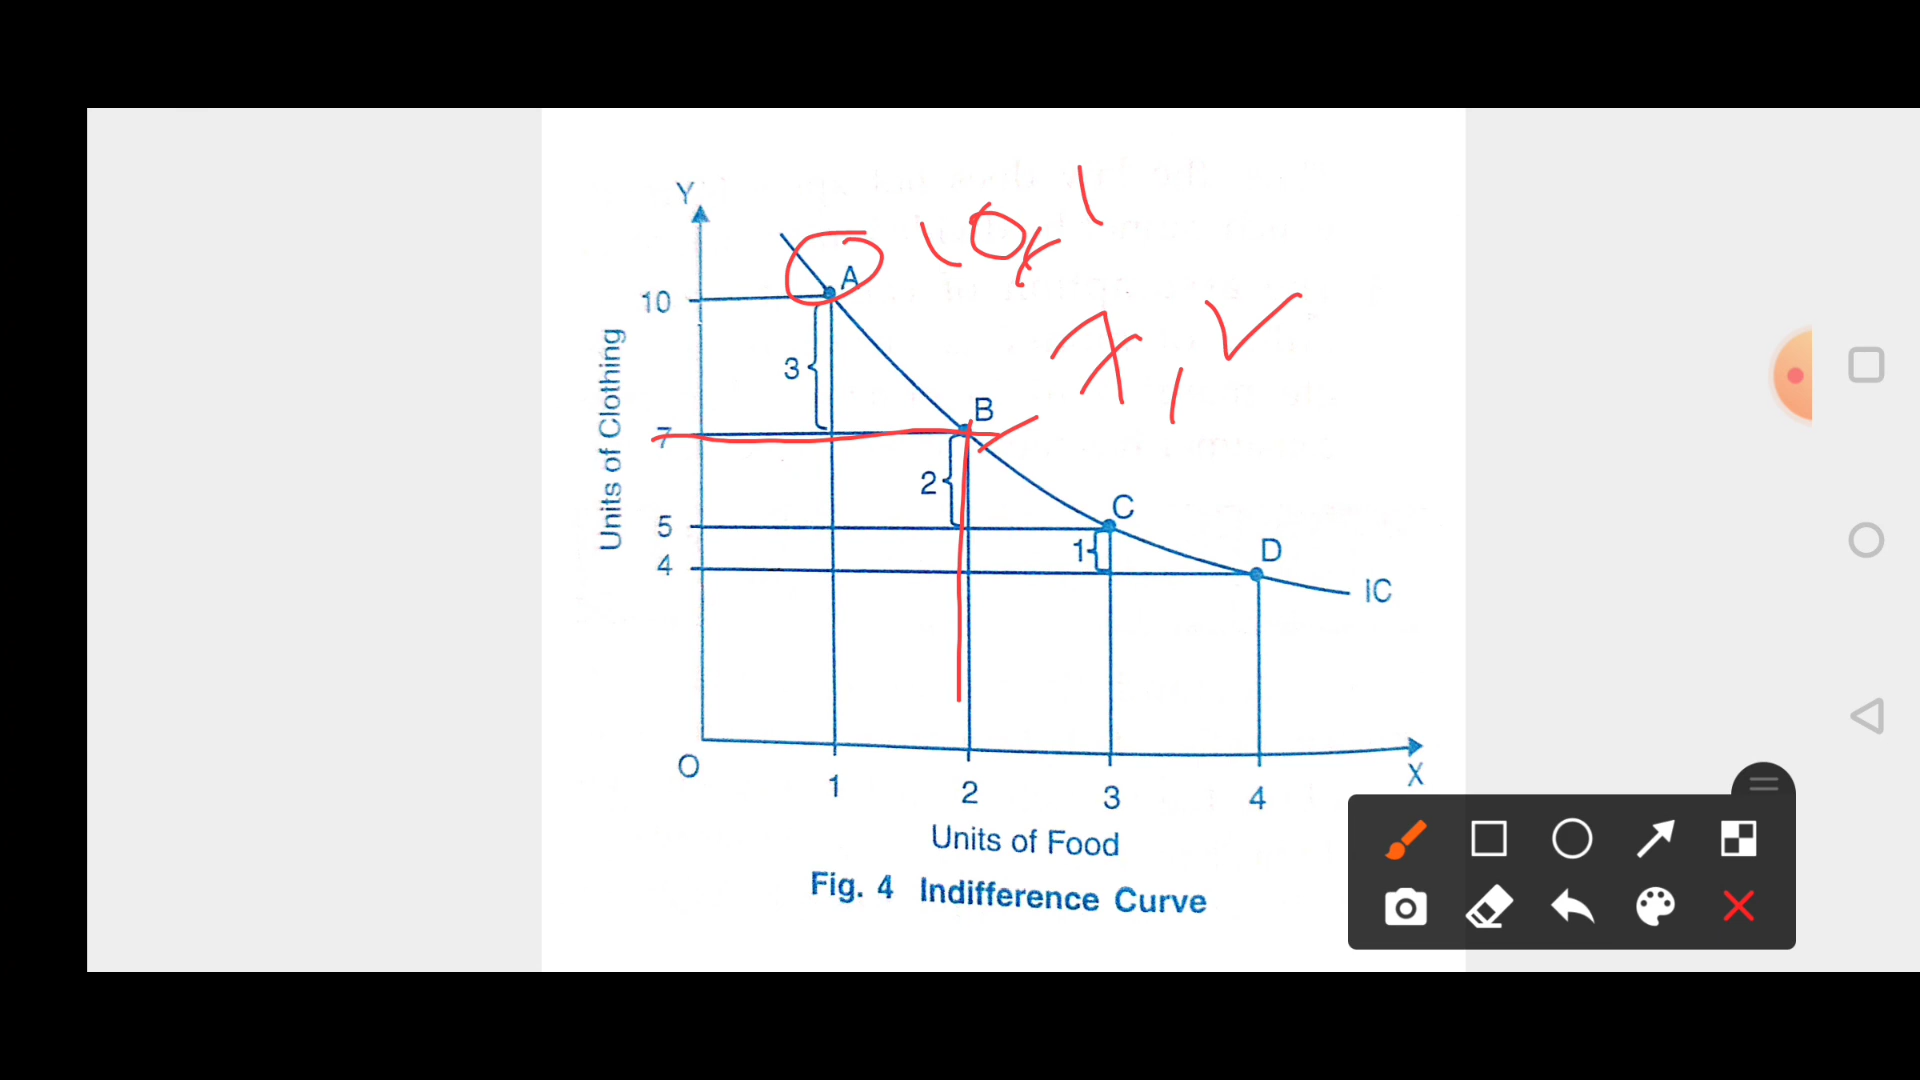 Y
A
10
3
B
7
2
Units of Clothing
C
5
1
D
4
IC
O
X
1
2
3
4
Units of Food
Fig. 4 Indifference Curve